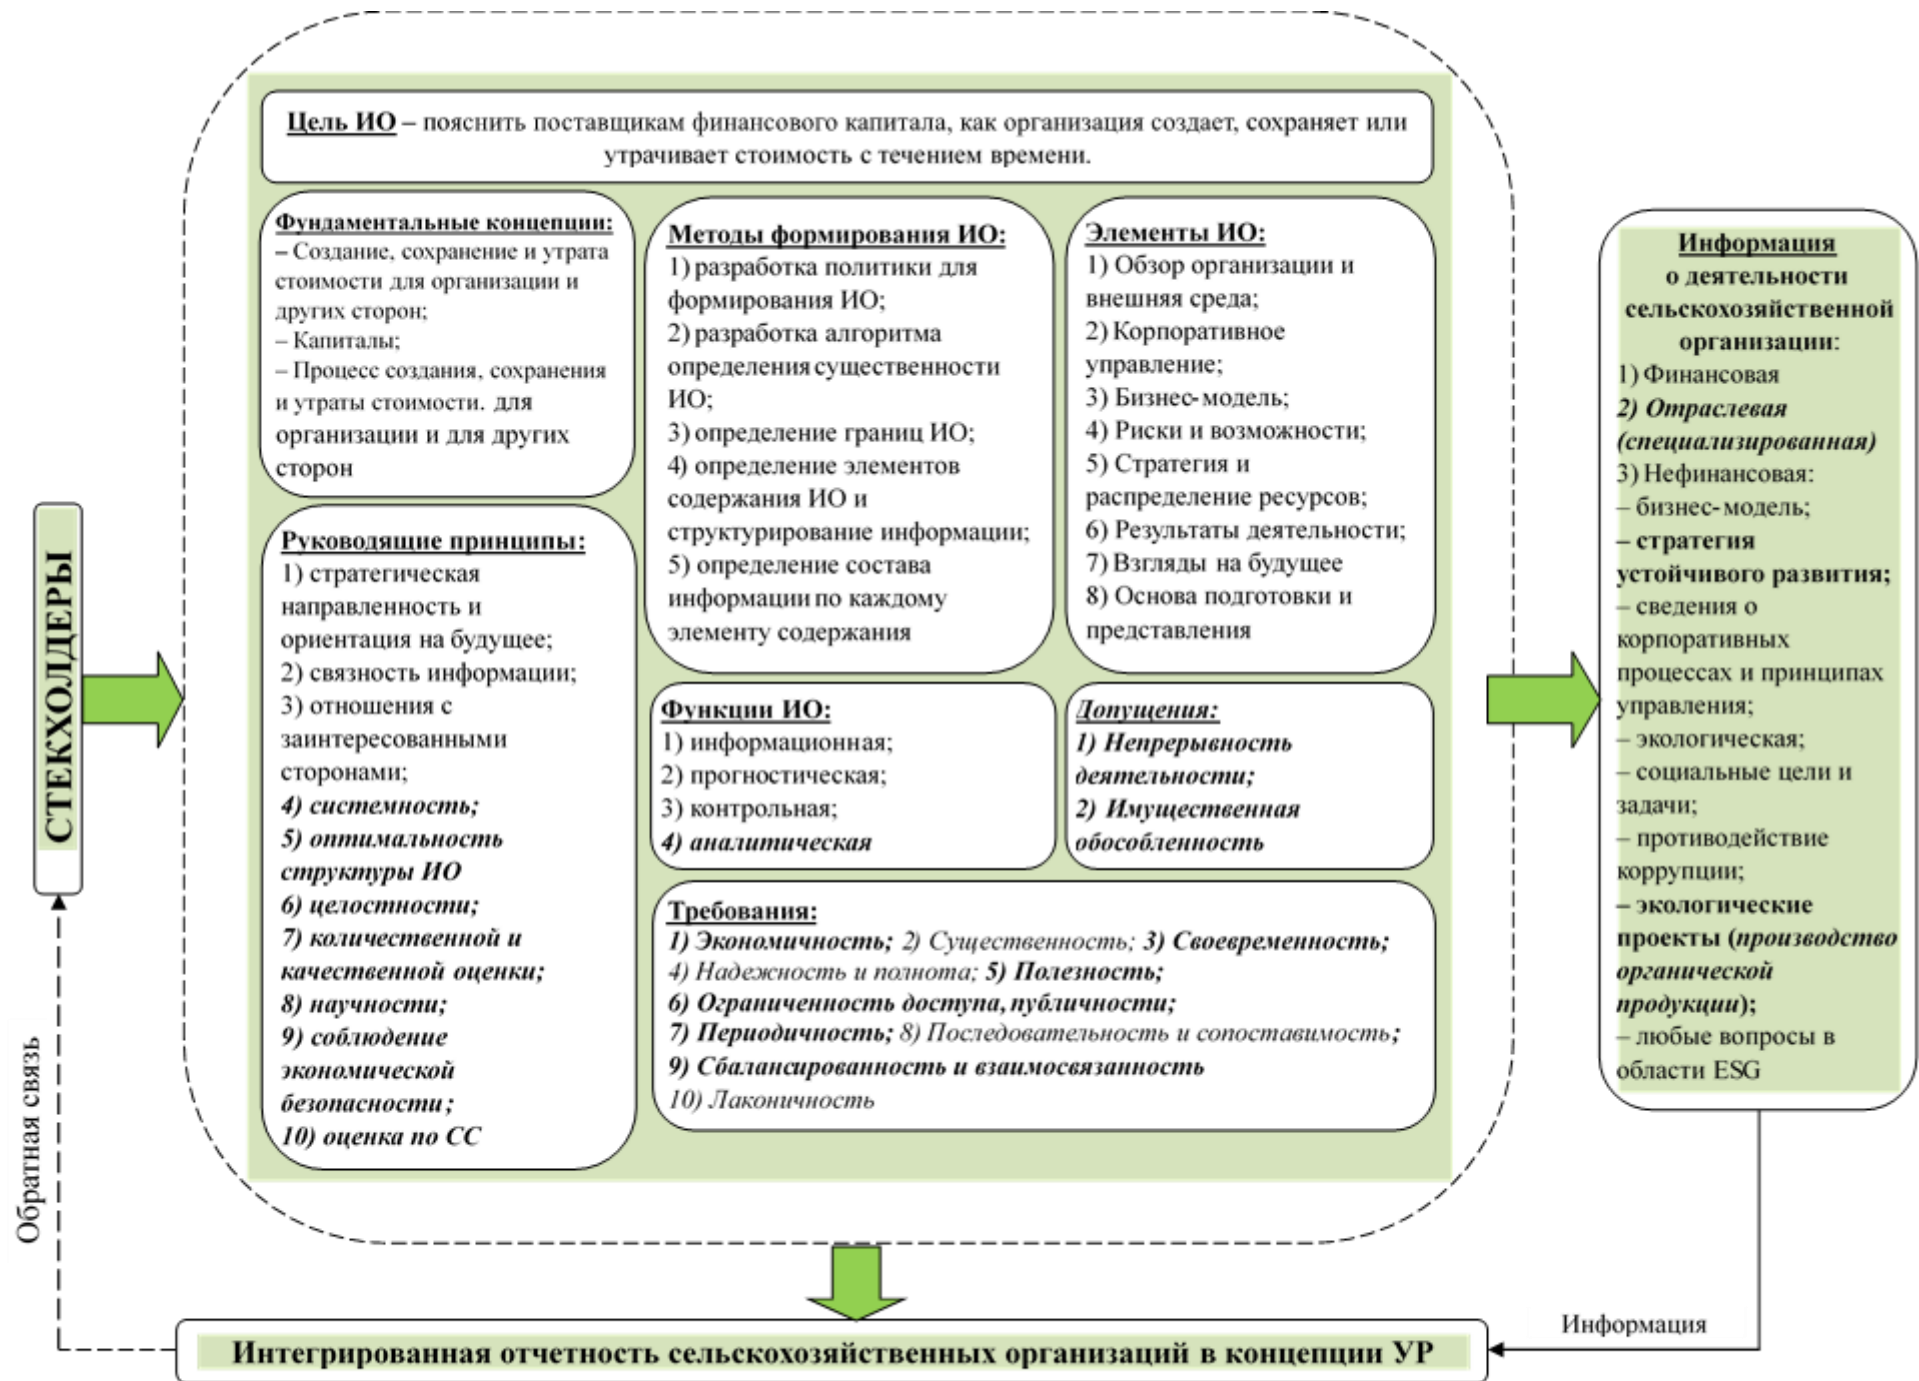 Цель ИО – пояснить поставщикам финансового капитала, как организация создает, сохраняет или
утрачивает стоимость с течением времени.
Фундаментальные концепции:
– Создание, сохранение и утрата
стоимости для организации и
других сторон;
– Капиталы;
– Процесс создания, сохранения
и утраты стоимости. для
организации и для других
сторон
Руководящие принципы:
1) стратегическая
направленность и
ориентация на будущее;
2) связность информации;
3) отношения с
заинтересованными
сторонами;
4) системность;
5) оптимальность
структуры ИО
6) целостности;
7) количественной и
качественной оценки;
8) научности;
9) соблюдение
экономической
безопасности;
10) оценка по СС
Методы формирования ИО:
1) разработка политики для
формирования ИО;
2) разработка алгоритма
определения существенности
ИО;
3) определение границ ИО;
4) определение элементов
содержания ИО и
структурирование информации;
5) определение состава
информации по каждому
элементу содержания
Элементы ИО:
1) Обзор организации и
внешняя среда;
2) Корпоративное
управление;
3) Бизнес-модель;
4) Риски и возможности;
5) Стратегия и
распределение ресурсов;
6) Результаты деятельности;
7) Взгляды на будущее
8) Основа подготовки и
представления
Функции ИО:
1) информационная;
2) прогностическая;
3) контрольная;
4) аналитическая
Допущения:
1) Непрерывность
деятельности;
2) Имущественная
обособленность
Требования:
1) Экономичность; 2) Существенность; 3) Своевременность;
4) Надежность и полнота; 5) Полезность;
6) Ограниченность доступа, публичности;
7) Периодичность; 8) Последовательность и сопоставимость;
9) Сбалансированность и взаимосвязанность
10) Лаконичность
СТЕКХОЛДЕРЫ
Обратная связь
Информация
о деятельности
сельскохозяйственной
организации:
1) Финансовая
2) Отраслевая
(специализированная)
3) Нефинансовая:
– бизнес-модель;
– стратегия
устойчивого развития;
– сведения о
корпоративных
процессах и принципах
управления;
– экологическая;
– социальные цели и
задачи;
– противодействие
коррупции;
– экологические
проекты (производство
органической
продукции);
– любые вопросы в
области ESG
Информация
Интегрированная отчетность сельскохозяйственных организаций в концепции УР